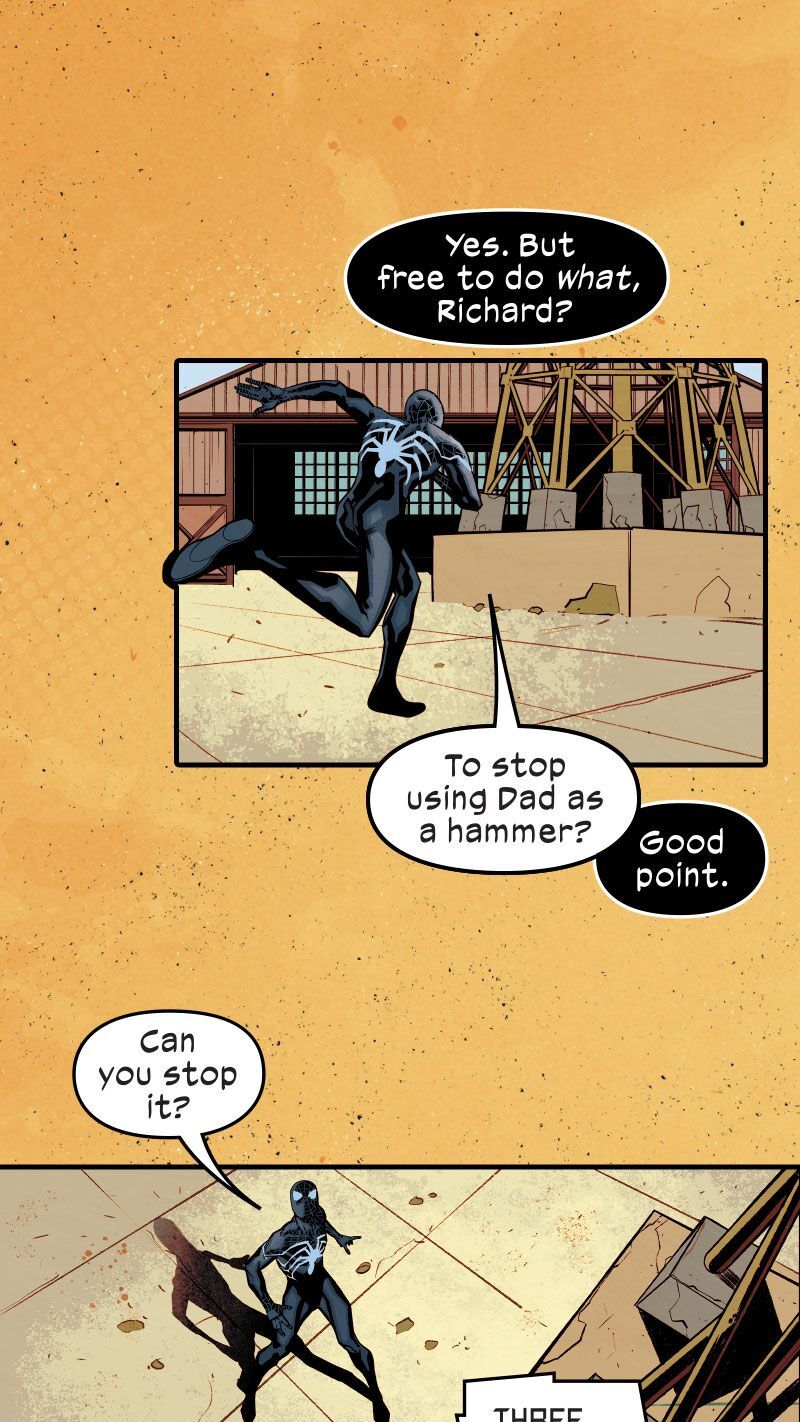 Yes. But
free to do what,
Richard?
To stop
using Dad as
a hammer?
Good
point.
Can
you stop
it?
THREE